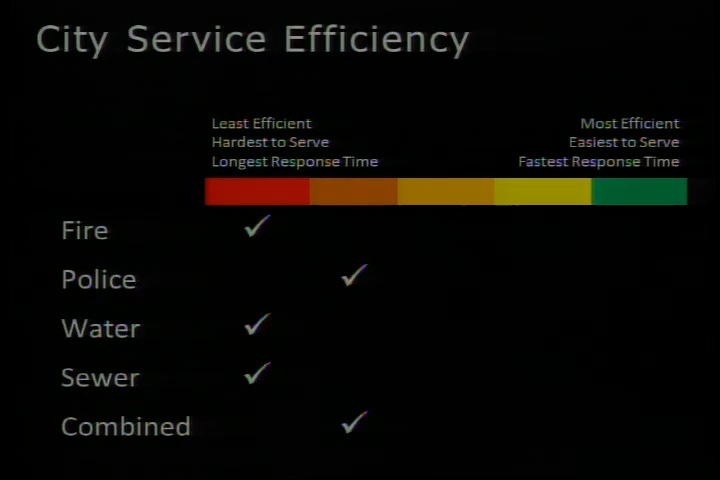 City Service Efficiency
Least Efficient
Hardest to Serve
Longest Response Time
Most Efficient
Easiest to Serve
Fastest Response Time
Fire ✓
Police ✓
Water ✓
Sewer ✓
Combined ✓